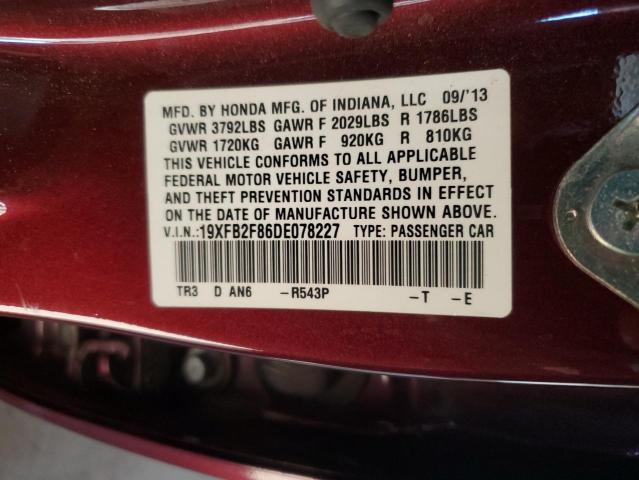 MFD. BY HONDA MFG. OF INDIANA, LLC 09/'13
GVWR 3792LBS GAWR F 2029LBS R 1786LBS
GVWR 1720KG GAWR F 920KG R 810KG
THIS VEHICLE CONFORMS TO ALL APPLICABLE
FEDERAL MOTOR VEHICLE SAFETY, BUMPER,
AND THEFT PREVENTION STANDARDS IN EFFECT
ON THE DATE OF MANUFACTURE SHOWN ABOVE.
V.I.N.: 19XFB2F86DE078227 TYPE: PASSENGER CAR
TR3 D AN6 -R543P -T -E